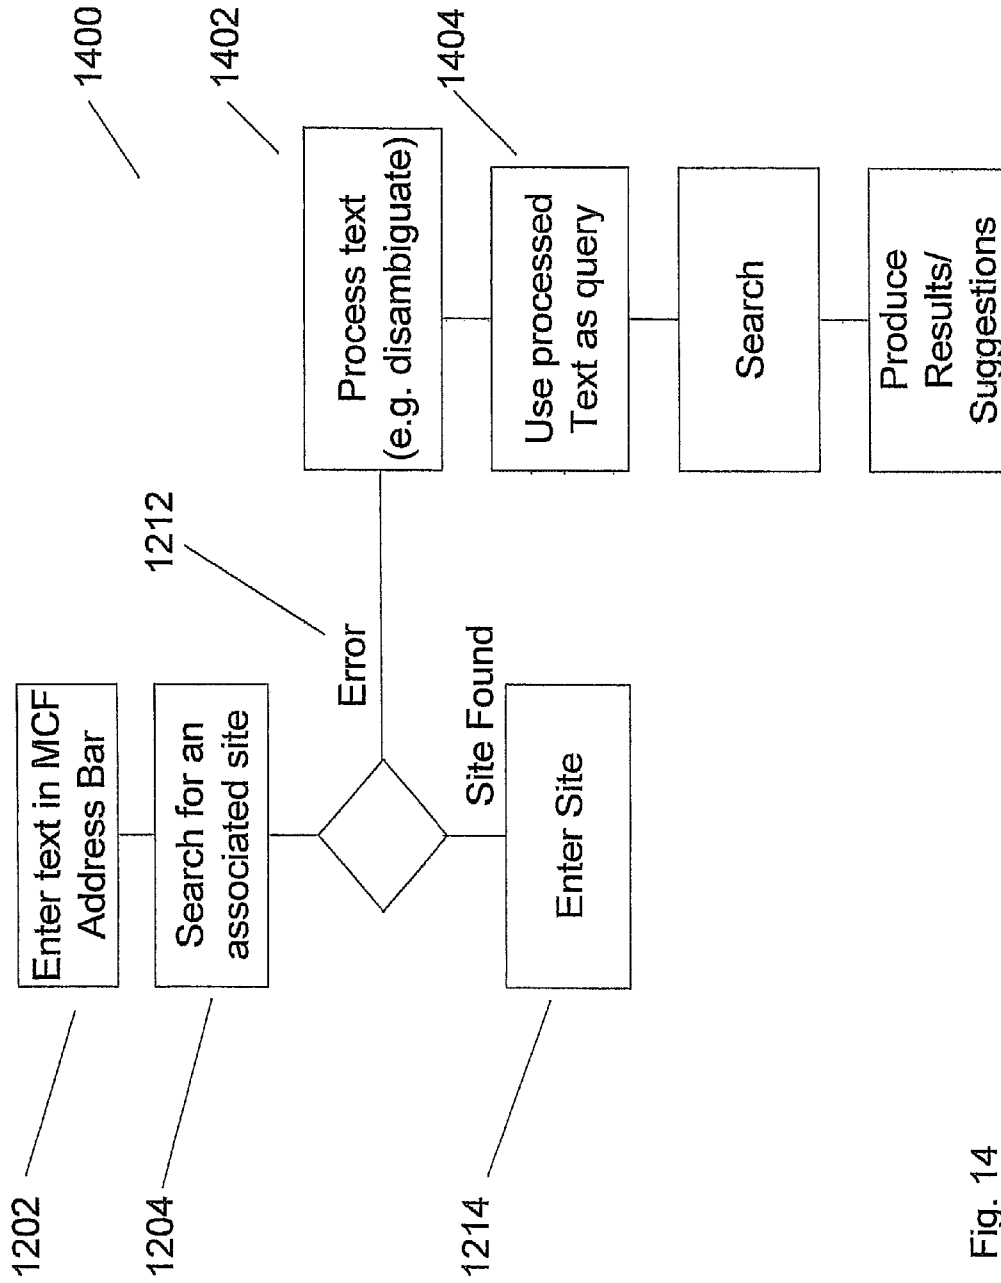 1202
Enter text in MCF
Address Bar
1204
Search for an
associated site
Error
1212
Site Found
1214
Enter Site
1400
1402
Process text
(e.g. disambiguate)
1404
Use processed
Text as query
Search
Produce
Results/
Suggestions
Fig. 14